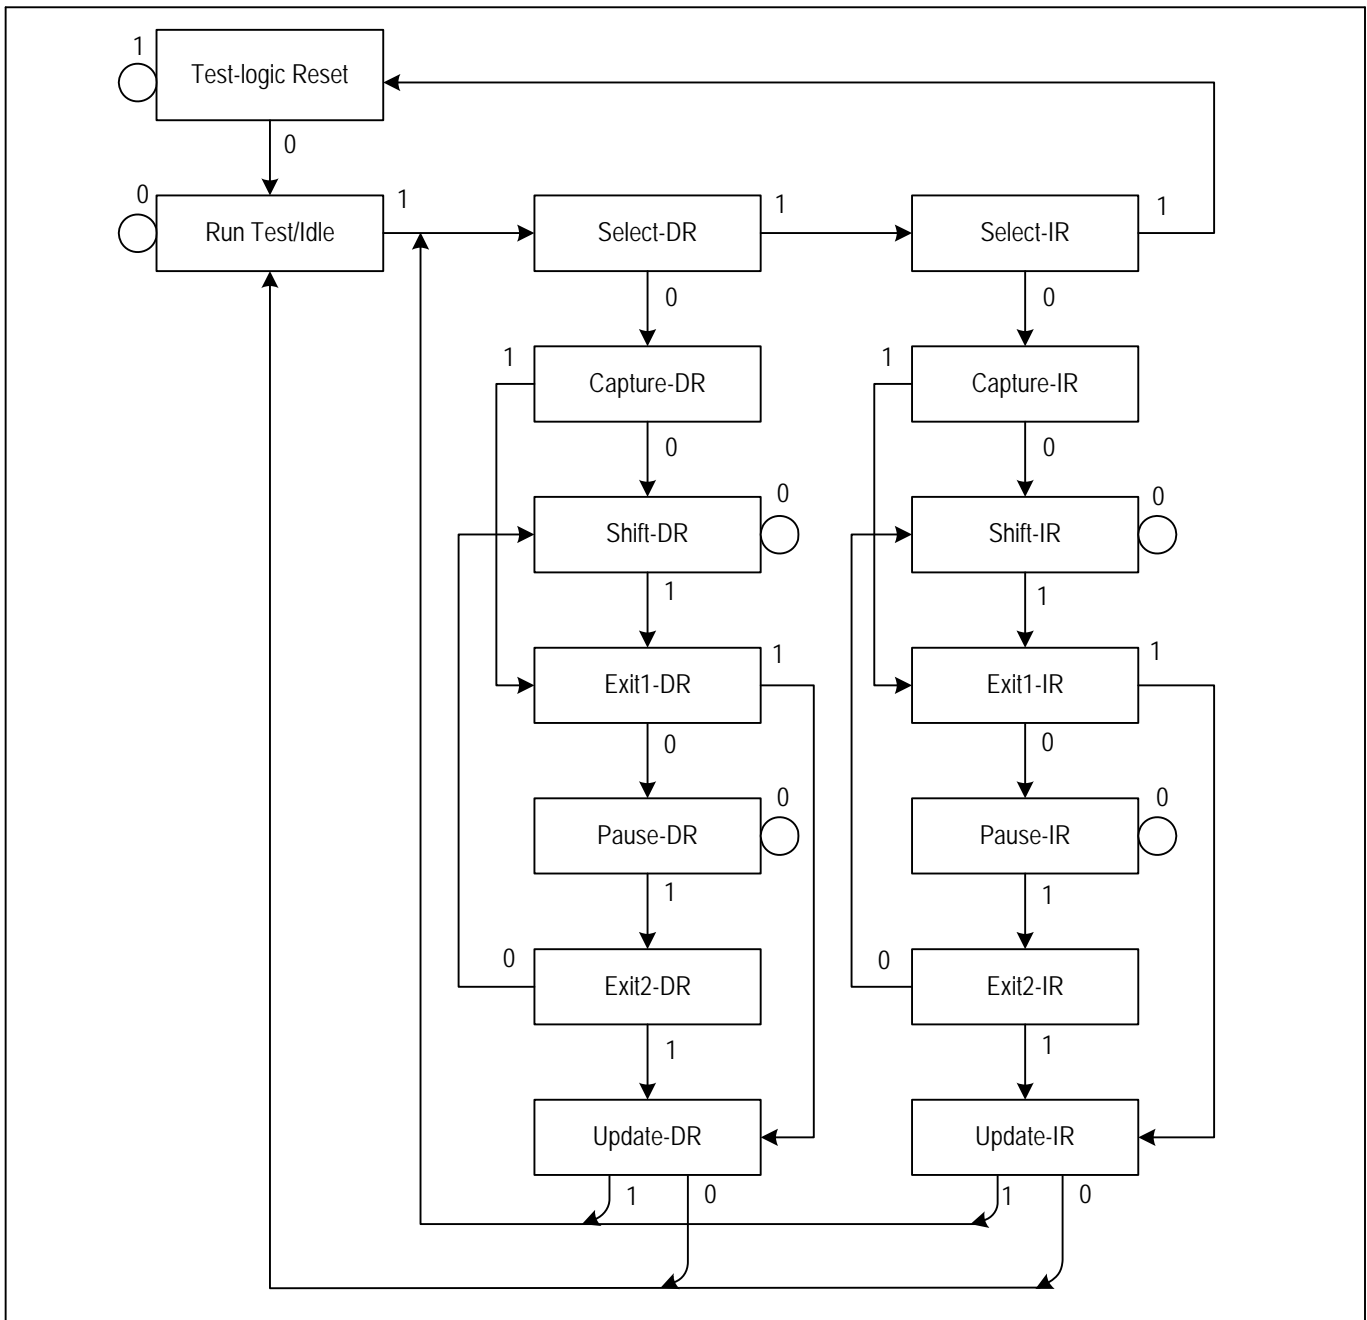 1
Test-logic Reset
0
0
Run Test/Idle
1
Select-DR
1
Select-IR
1
0
0
1
Capture-DR
1
Capture-IR
0
0
Shift-DR
0
Shift-IR
0
1
1
Exit1-DR
1
Exit1-IR
1
0
0
Pause-DR
0
Pause-IR
0
1
1
0
Exit2-DR
0
Exit2-IR
1
1
Update-DR
Update-IR
1
0
1
0